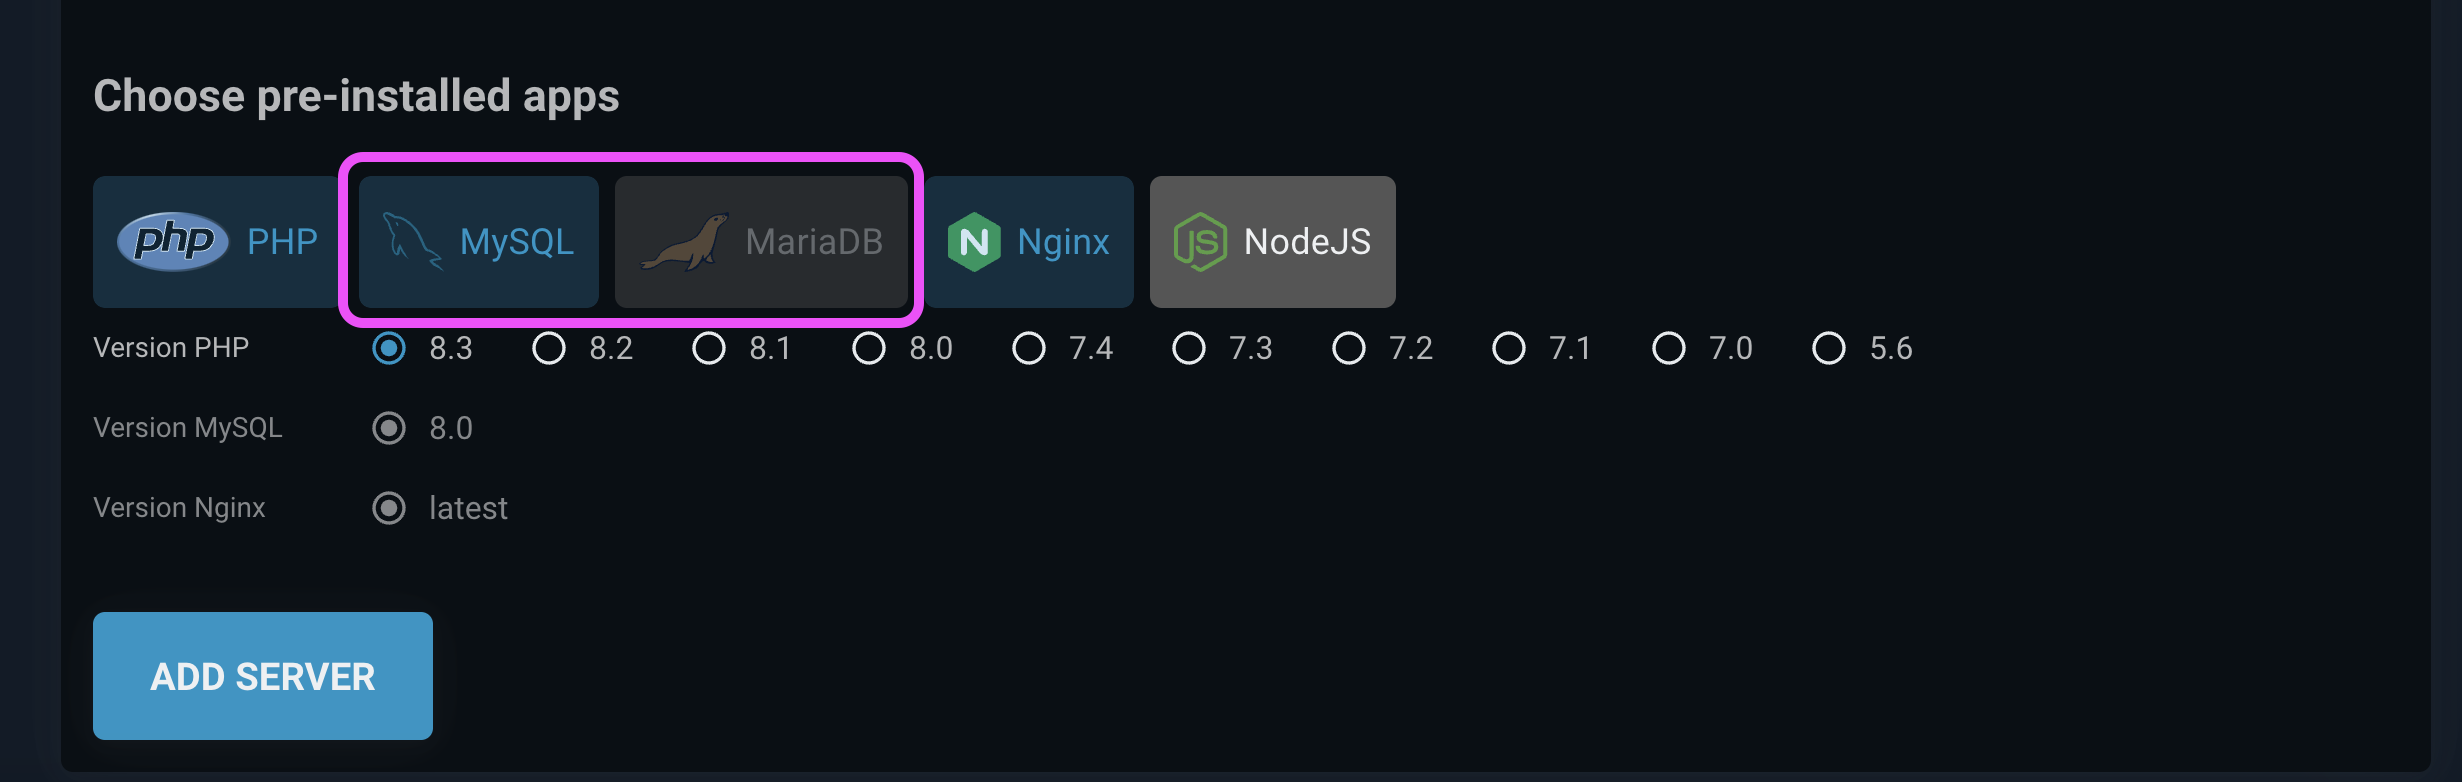 Choose pre-installed apps
php PHP MySQL MariaDB N Nginx JS NodeJS
Version PHP 8.3 8.2 8.1 8.0 7.4 7.3 7.2 7.1 7.0 5.6
Version MySQL 8.0
Version Nginx latest
ADD SERVER